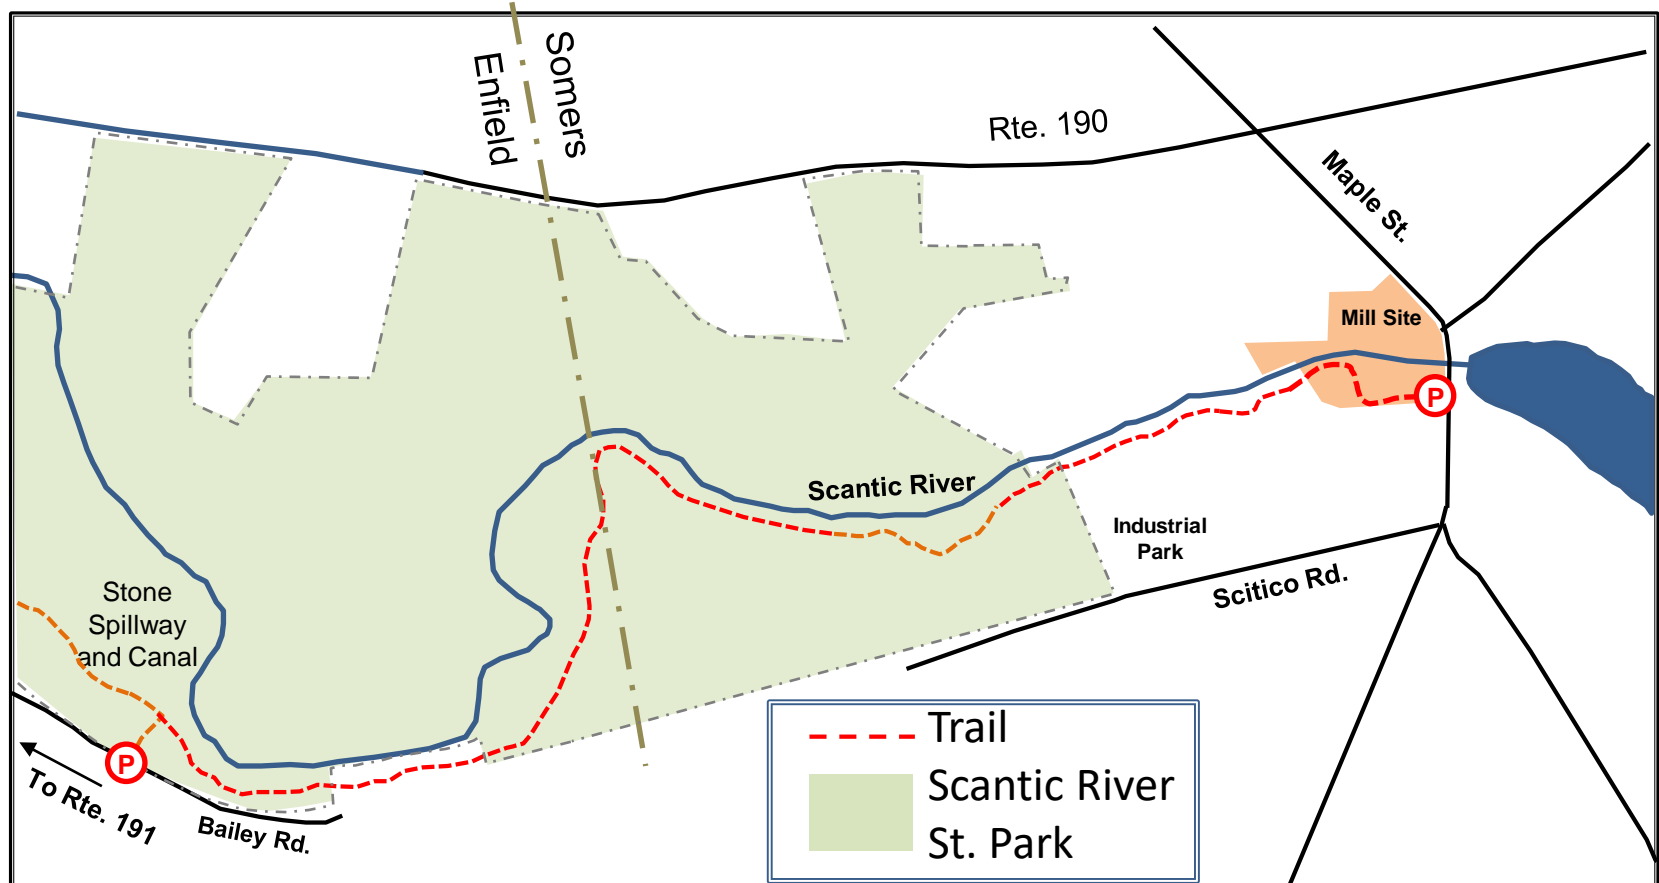 Somers
Enfield
Rte. 190
Maple St.
Mill Site
P
Scantic River
Industrial
Park
Scitico Rd.
Stone
Spillway
and Canal
P
To Rte. 191
Bailey Rd.
Trail
Scantic River
St. Park